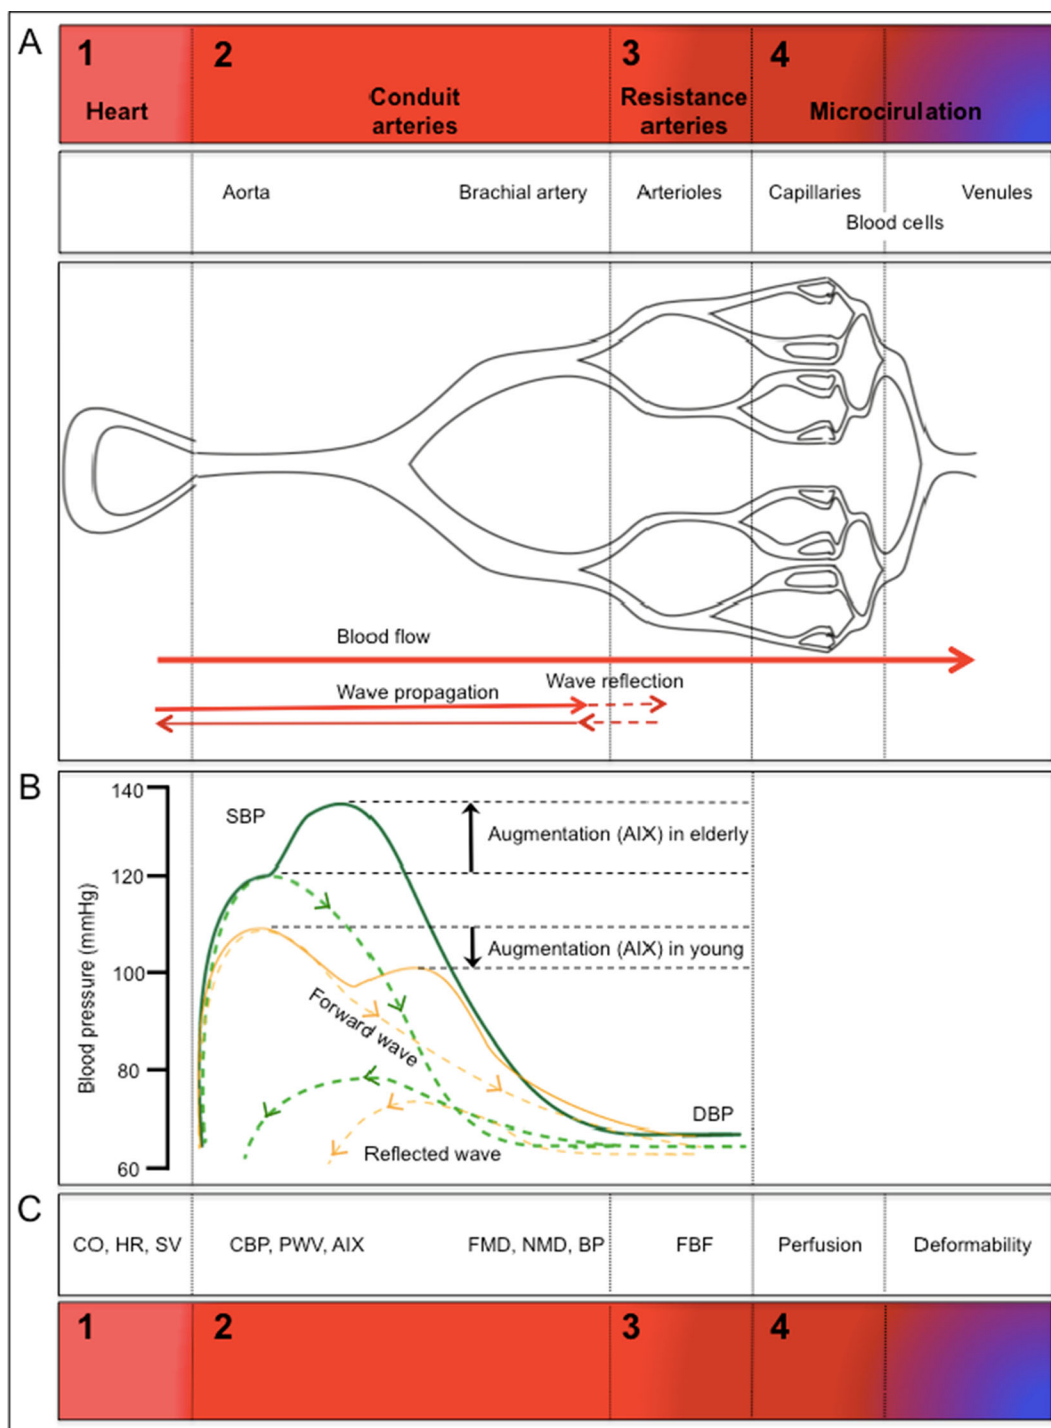 A
1
2
3
4
Heart
Conduit
arteries
Resistance
arteries
Microcirulation
Aorta
Brachial artery
Arterioles
Capillaries
Venules
Blood cells
Blood flow
Wave reflection
Wave propagation
B
Blood pressure (mmHg)
140
120
100
80
60
SBP
Augmentation (AIX) in elderly
Augmentation (AIX) in young
Forward wave
Reflected wave
DBP
C
CO, HR, SV
CBP, PWV, AIX
FMD, NMD, BP
FBF
Perfusion
Deformability
1
2
3
4